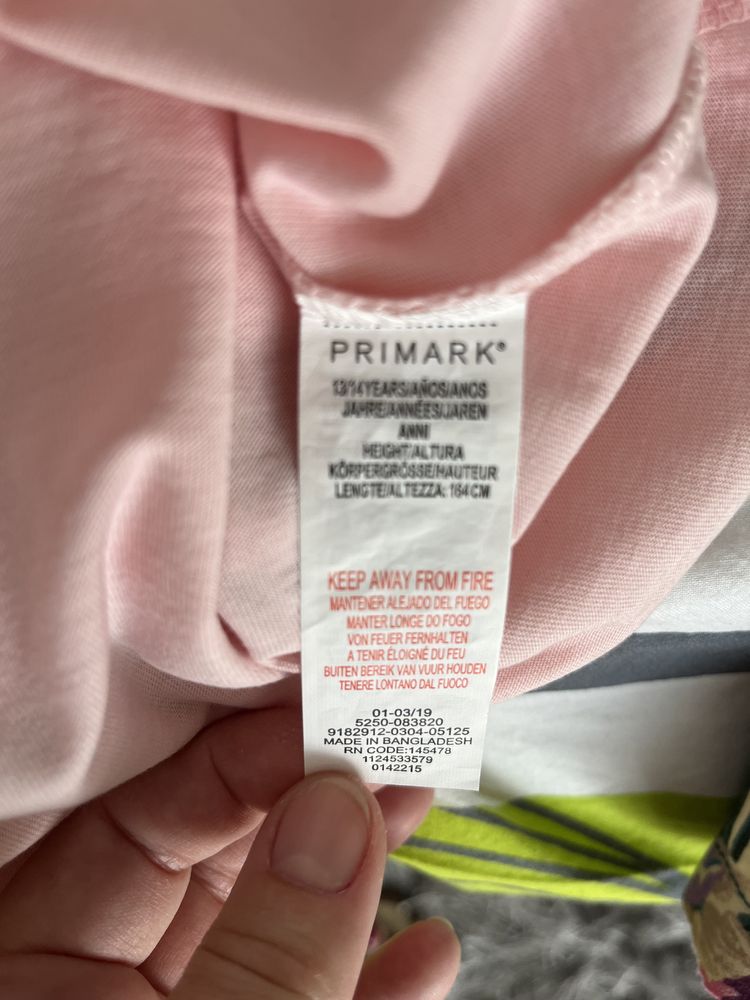 PRIMARK®
13/14YEARS/AÑOS/ANOS
JAHRE/ANNÉES/JAREN
ANNI
HEIGHT/ALTURA
KÖRPERGRÖSSE/HAUTEUR
LENGTE/ALTEZZA: 164CM
KEEP AWAY FROM FIRE
MANTENER ALEJADO DEL FUEGO
MANTER LONGE DO FOGO
VON FEUER FERNHALTEN
A TENIR ÉLOIGNÉ DU FEU
BUITEN BEREIK VAN VUUR HOUDEN
TENERE LONTANO DAL FUOCO
01-03/19
5250-083820
9182912-0304-05125
MADE IN BANGLADESH
RN CODE:145478
1124533579
0142215